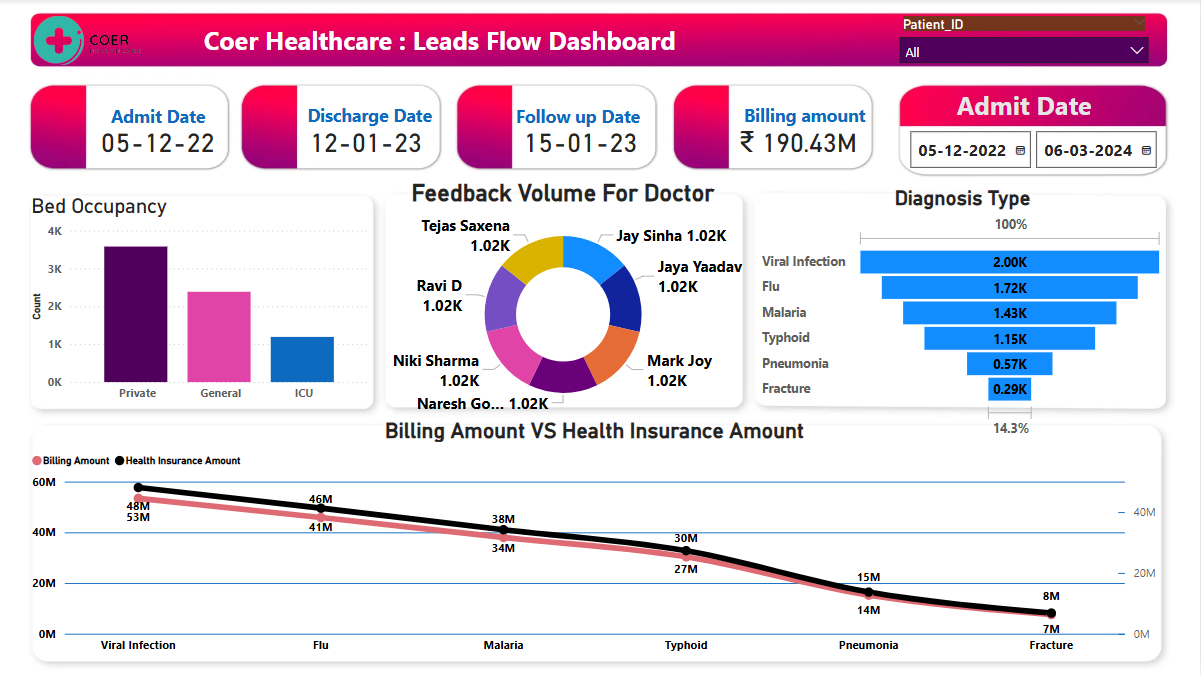 COER
Coer Healthcare : Leads Flow Dashboard
Patient_ID
All
Admit Date
05-12-22
Discharge Date
12-01-23
Follow up Date
15-01-23
Billing amount
₹ 190.43M
Admit Date
05-12-2022
06-03-2024
Bed Occupancy
Count
4K
3K
2K
1K
0K
Private
General
ICU
Feedback Volume For Doctor
Jay Sinha 1.02K
Jaya Yaadav
1.02K
Mark Joy
1.02K
Naresh Go... 1.02K
Niki Sharma
1.02K
Ravi D
1.02K
Tejas Saxena
1.02K
Diagnosis Type
100%
Viral Infection 2.00K
Flu 1.72K
Malaria 1.43K
Typhoid 1.15K
Pneumonia 0.57K
Fracture 0.29K
14.3%
Billing Amount VS Health Insurance Amount
Billing Amount Health Insurance Amount
60M
40M
20M
0M
48M
53M
46M
41M
38M
34M
30M
27M
15M
14M
8M
7M
40M
20M
0M
Viral Infection
Flu
Malaria
Typhoid
Pneumonia
Fracture